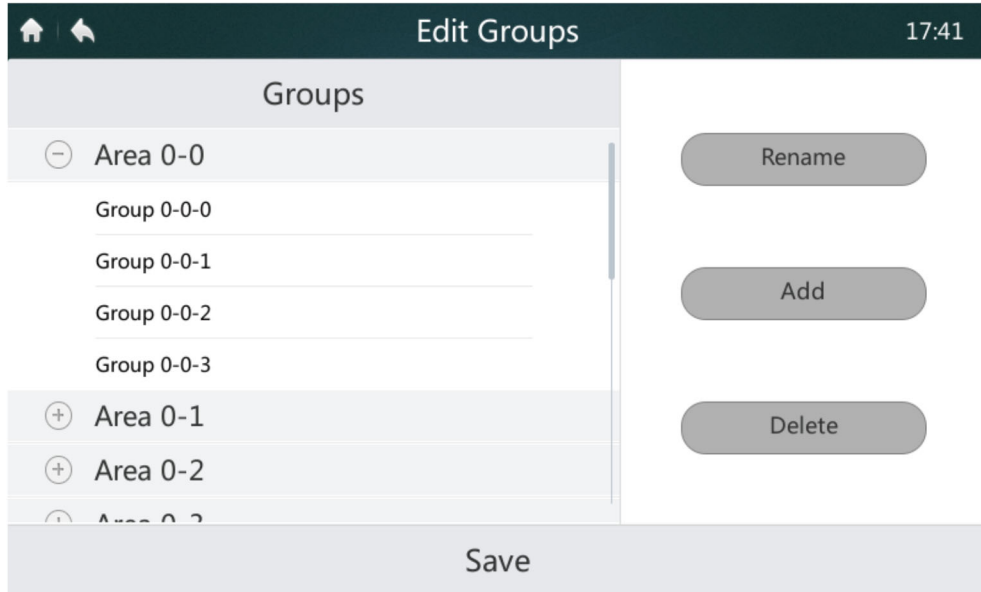 Edit Groups
17:41
Groups
Area 0-0
Group 0-0-0
Group 0-0-1
Group 0-0-2
Group 0-0-3
Area 0-1
Area 0-2
Rename
Add
Delete
Save